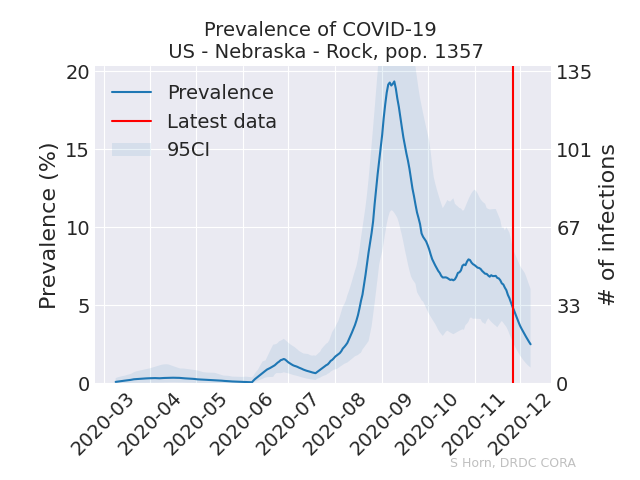 Prevalence of COVID-19
US - Nebraska - Rock, pop. 1357
Prevalence (%)
20
15
10
5
0
Prevalence
Latest data
95CI
135
101
67
33
0
# of infections
2020-03
2020-04
2020-05
2020-06
2020-07
2020-08
2020-09
2020-10
2020-11
2020-12
S Horn, DRDC CORA